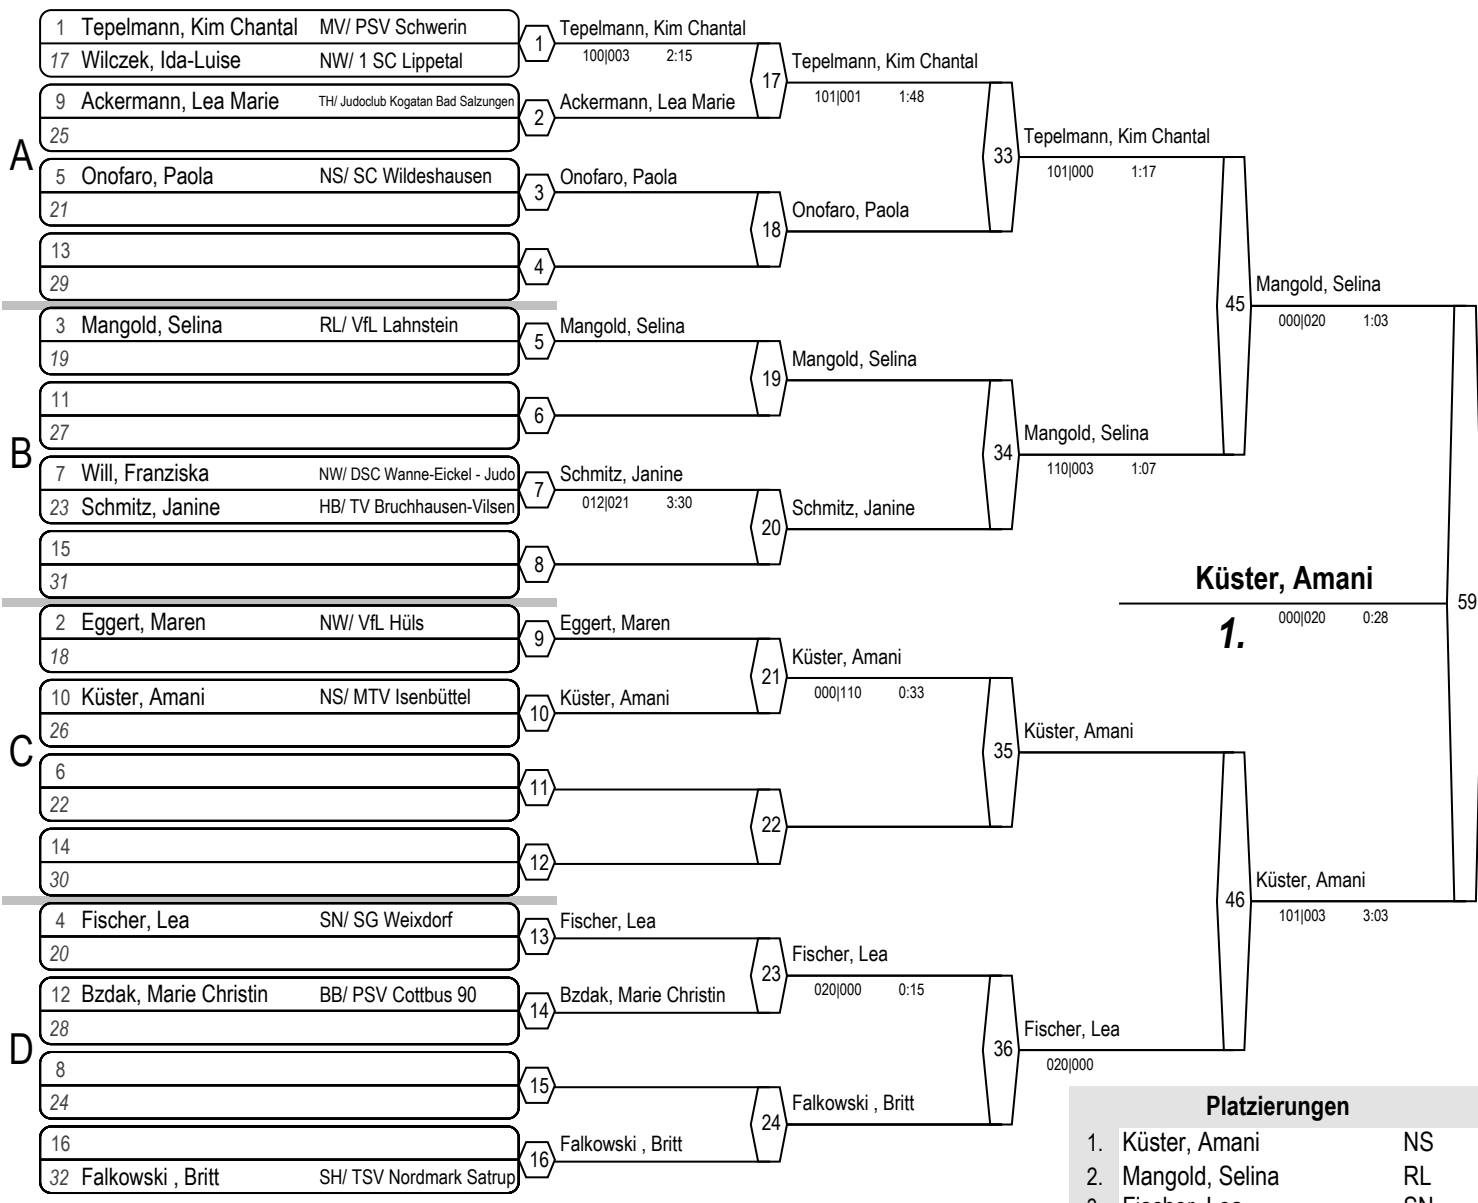 A
1 Tepelmann, Kim Chantal MV/ PSV Schwerin
17 Wilczek, Ida-Luise NW/ 1 SC Lippetal
9 Ackermann, Lea Marie TH/ Judoclub Kogatan Bad Salzungen
25
5 Onofaro, Paola NS/ SC Wildeshausen
21
13
29
B
3 Mangold, Selina RL/ VfL Lahnstein
19
11
27
7 Will, Franziska NW/ DSC Wanne-Eickel - Judo
23 Schmitz, Janine HB/ TV Bruchhausen-Vilsen
15
31
C
2 Eggert, Maren NW/ VfL Hüls
18
10 Küster, Amani NS/ MTV Isenbüttel
26
6
22
14
30
D
4 Fischer, Lea SN/ SG Weixdorf
20
12 Bzdak, Marie Christin BB/ PSV Cottbus 90
28
8
24
16
32 Falkowski , Britt SH/ TSV Nordmark Satrup
1 Tepelmann, Kim Chantal
100|003 2:15
2 Ackermann, Lea Marie
3 Onofaro, Paola
4
5 Mangold, Selina
6
7 Schmitz, Janine
012|021 3:30
8
9 Eggert, Maren
10 Küster, Amani
11
12
13 Fischer, Lea
14 Bzdak, Marie Christin
15
16 Falkowski , Britt
17 Tepelmann, Kim Chantal
101|001 1:48
18 Onofaro, Paola
19 Mangold, Selina
20 Schmitz, Janine
21 Küster, Amani
000|110 0:33
22
23 Fischer, Lea
020|000 0:15
24 Falkowski , Britt
33 Tepelmann, Kim Chantal
101|000 1:17
34 Mangold, Selina
110|003 1:07
35 Küster, Amani
36 Fischer, Lea
020|000
45 Mangold, Selina
000|020 1:03
46 Küster, Amani
101|003 3:03
Küster, Amani
59
1. 000|020 0:28
Platzierungen
1. Küster, Amani NS
2. Mangold, Selina RL
3. Fischer, Lea SN